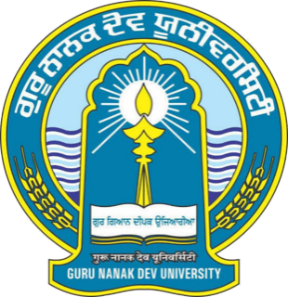 ਗੁਰੂ ਨਾਨਕ ਦੇਵ ਯੂਨੀਵਰਸਿਟੀ
ਗੁਰ ਗਿਆਨ ਦੀਪਕ ਉਜਿਆਰੀਆ
गुरू नानक देव यूनिवर्सिटी
GURU NANAK DEV UNIVERSITY